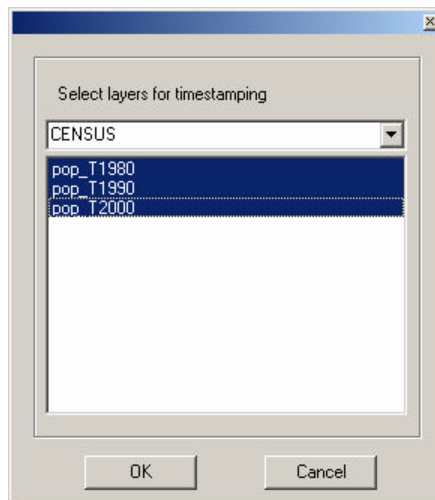 Select layers for timestamping
CENSUS
pop_T1980
pop_T1990
pop_T2000
OK
Cancel